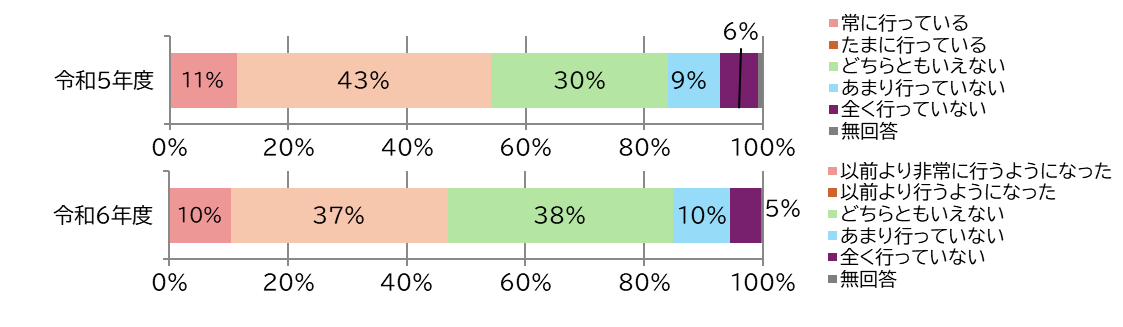 6%
令和5年度
11%
43%
30%
9%
0%
20%
40%
60%
80%
100%
常に行っている
たまに行っている
どちらともいえない
あまり行っていない
全く行っていない
無回答
令和6年度
10%
37%
38%
10%
5%
0%
20%
40%
60%
80%
100%
以前より非常に行うようになった
以前より行うようになった
どちらともいえない
あまり行っていない
全く行っていない
無回答